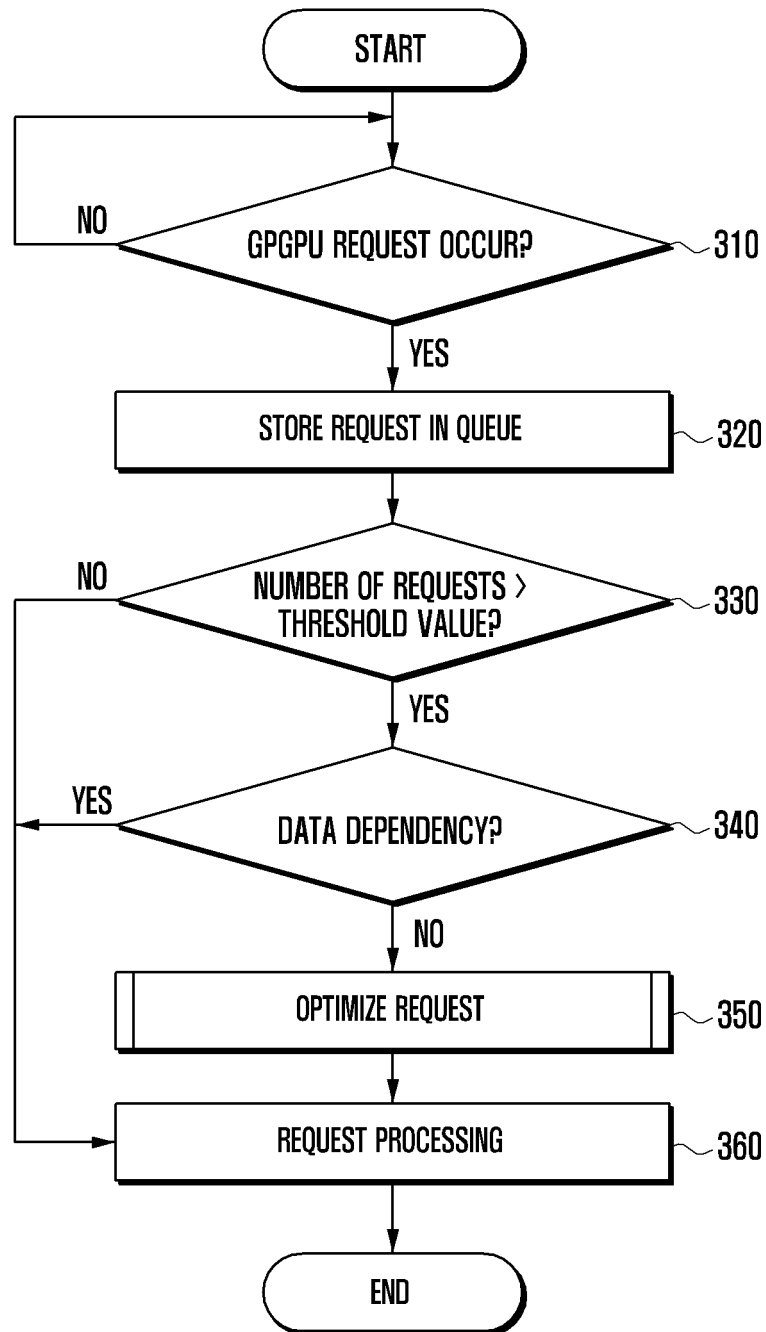 START
NO
GPGPU REQUEST OCCUR?
310
YES
STORE REQUEST IN QUEUE
320
NO
NUMBER OF REQUESTS >
THRESHOLD VALUE?
330
YES
YES
DATA DEPENDENCY?
340
NO
OPTIMIZE REQUEST
350
REQUEST PROCESSING
360
END